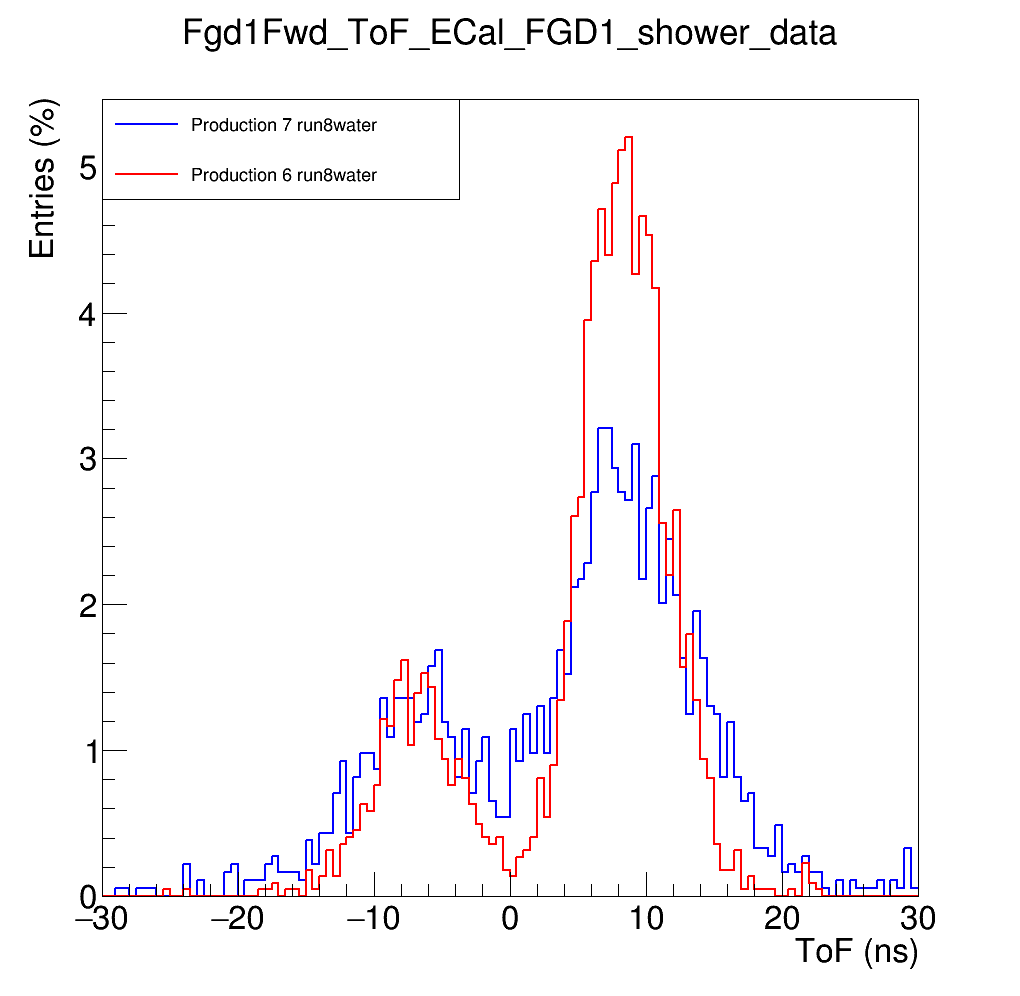 Fgd1Fwd_ToF_ECal_FGD1_shower_data
Entries (%)
Production 7 run8water
Production 6 run8water
5
4
3
2
1
0
−30 −20 −10 0 10 20 30
ToF (ns)